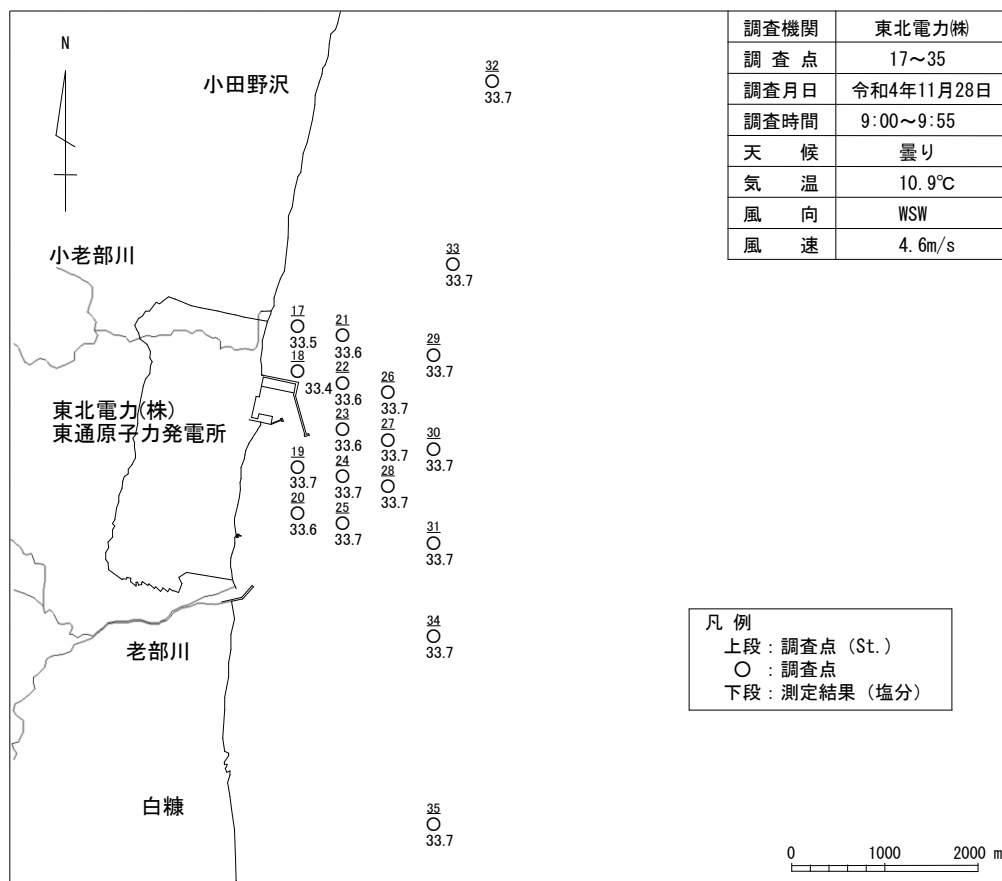 調査機関 東北電力㈱
調査点 17～35
調査月日 令和4年11月28日
調査時間 9:00～9:55
天候 曇り
気温 10.9℃
風向 WSW
風速 4.6m/s
N
小田野沢
32
33.7
小老部川
33
33.7
17
33.5
21
33.6
29
33.7
18
33.4
22
33.6
26
33.7
東北電力(株)
東通原子力発電所
23
33.6
27
33.7
30
33.7
19
33.7
24
33.7
28
33.7
20
33.6
25
33.7
31
33.7
34
33.7
老部川
凡 例
上段：調査点（St.）
○：調査点
下段：測定結果（塩分）
白糠
35
33.7
0 1000 2000 m